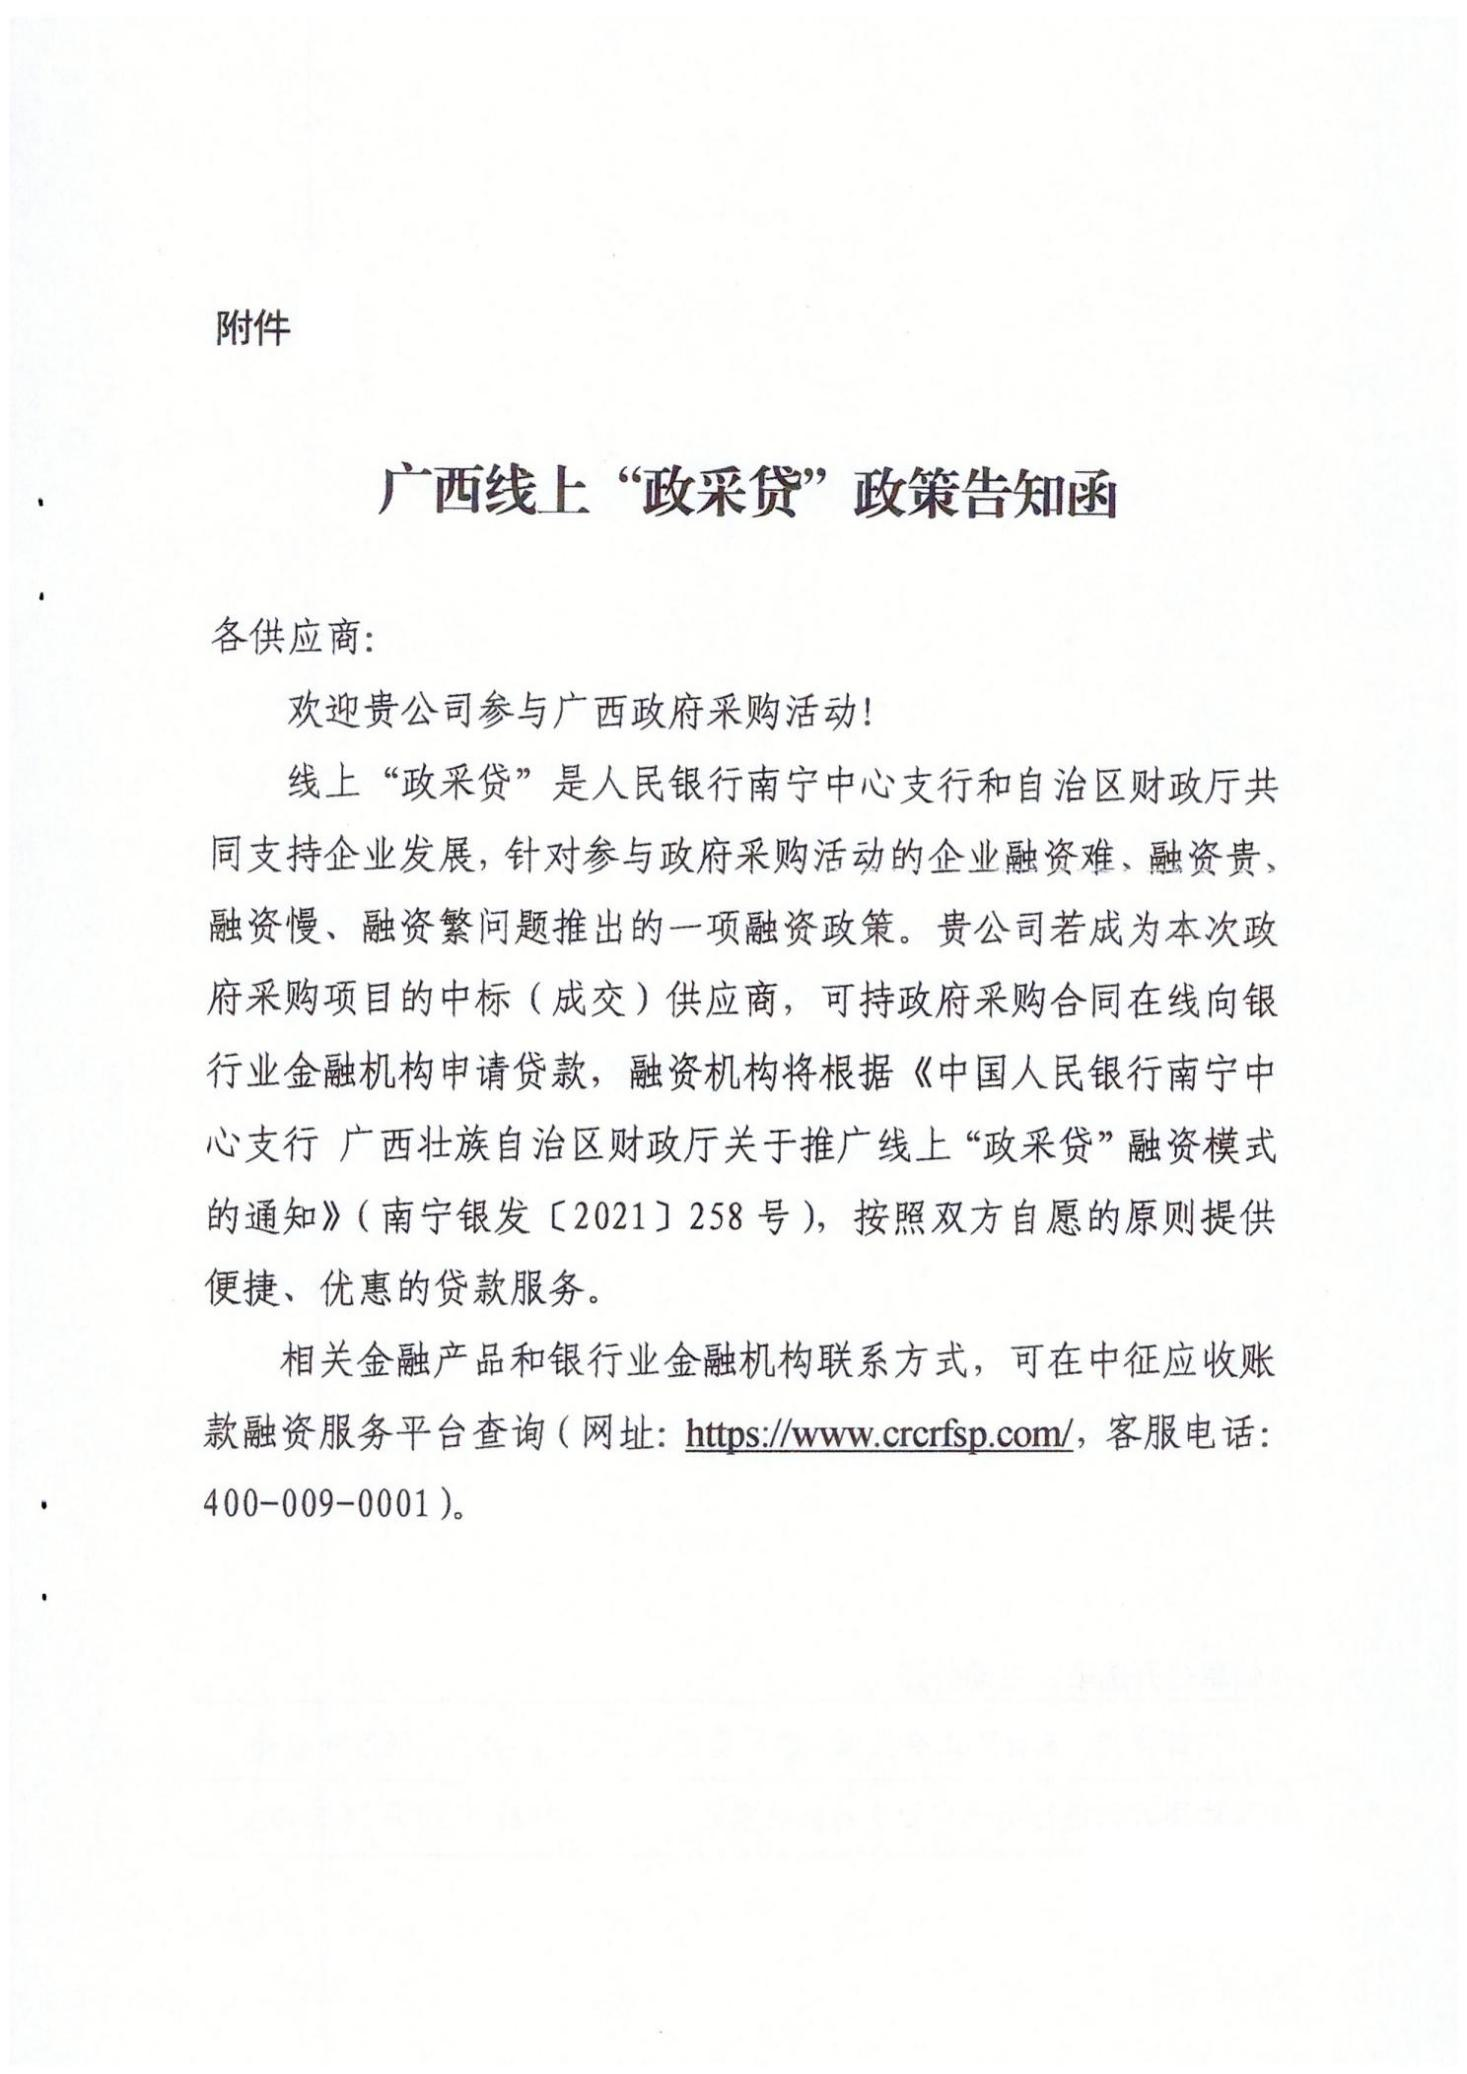 附件
广西线上“政采贷”政策告知函
各供应商:
欢迎贵公司参与广西政府采购活动!
线上“政采贷”是人民银行南宁中心支行和自治区财政厅共
同支持企业发展,针对参与政府采购活动的企业融资难、融资贵、
融资慢、融资繁问题推出的一项融资政策。贵公司若成为本次政
府采购项目的中标(成交)供应商,可持政府采购合同在线向银
行业金融机构申请贷款,融资机构将根据《中国人民银行南宁中
心支行 广西壮族自治区财政厅关于推广线上“政采贷”融资模式
的通知》(南宁银发〔2021〕258 号),按照双方自愿的原则提供
便捷、优惠的贷款服务。
相关金融产品和银行业金融机构联系方式,可在中征应收账
款融资服务平台查询(网址: https://www.crcrfsp.com/,客服电话:
400-009-0001)。